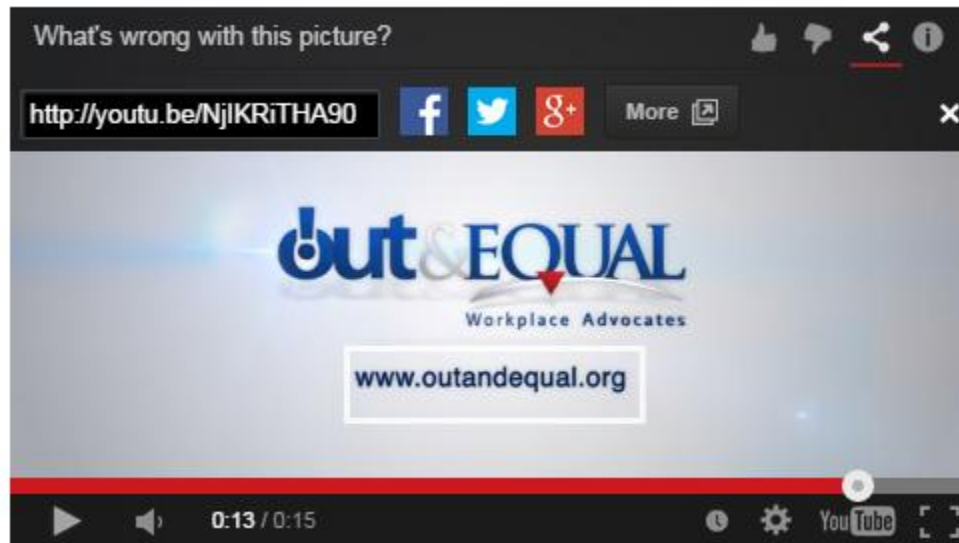 What's wrong with this picture?
http://youtu.be/NjIKRiTHA90
f
g+
More
out&EQUAL
Workplace Advocates
www.outandequal.org
0:13 / 0:15
YouTube